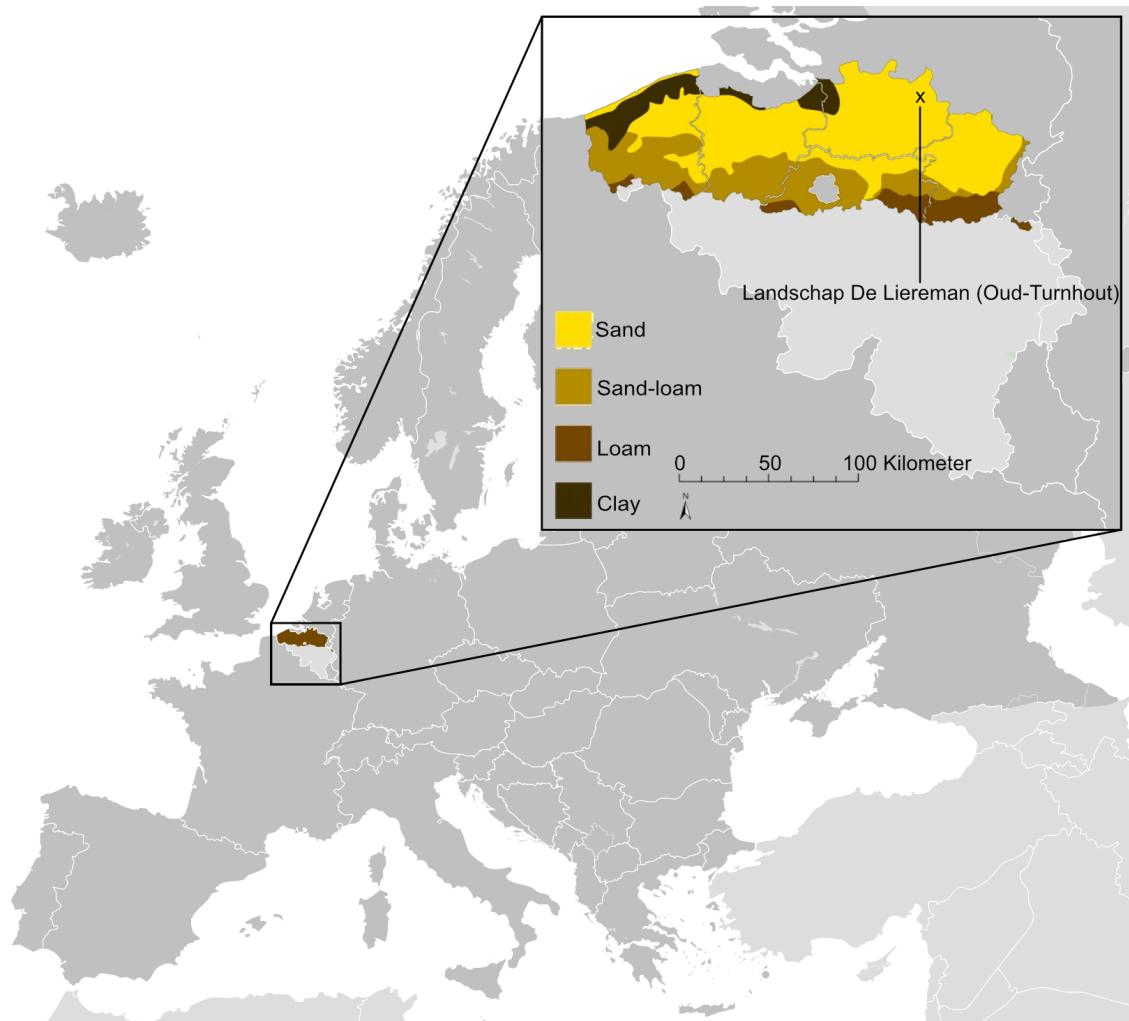 x
Landschap De Liereman (Oud-Turnhout)
Sand
Sand-loam
Loam
Clay
0 50 100 Kilometer
N